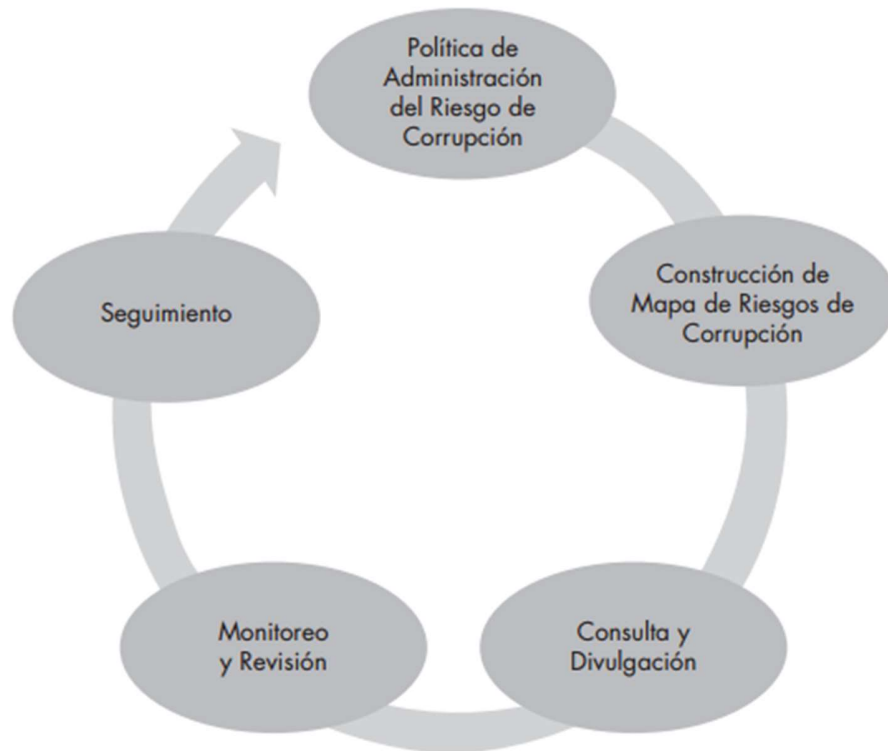 Política de
Administración
del Riesgo de
Corrupción
Construcción de
Mapa de Riesgos de
Corrupción
Consulta y
Divulgación
Monitoreo
y Revisión
Seguimiento